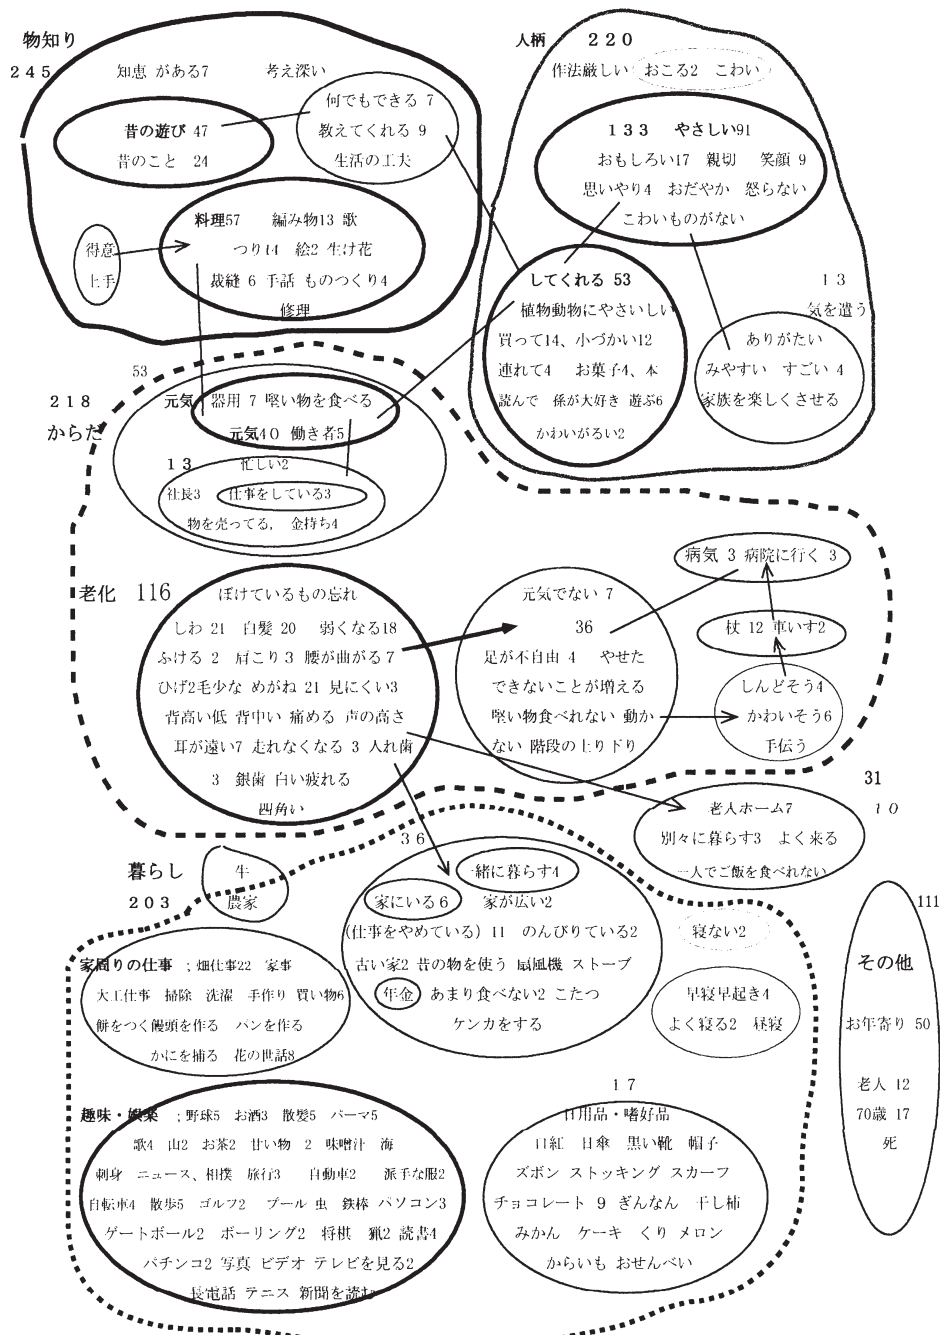 物知り
245
知恵 がある7 考え深い
何でもできる 7
教えてくれる 9
生活の工夫
昔の遊び 47
昔のこと 24
料理57 編み物13 歌
つり14 絵2 生け花
裁縫 6 手話 ものつくり4
修理
得意
上手
人柄 220
作法厳しい おこる2 こわい
133 やさしい91
おもしろい17 親切 笑顔 9
思いやり4 おだやか 怒らない
こわいものがない
してくれる 53
植物動物にやさいしい
買って14、小づかい12
連れて4 お菓子4、本
読んで 孫が大好き 遊ぶ6
かわいがるい2
13
気を遣う
ありがたい
みやすい すごい 4
家族を楽しくさせる
218
からだ
53
元気 器用 7 堅い物を食べる
元気40 働き者5
13 忙しい2
社長3 仕事をしている3
物を売ってる, 金持ち4
老化 116
ぼけているもの忘れ
しわ 21 白髪 20 弱くなる18
ふける 2 肩こり3 腰が曲がる7
ひげ2毛少な めがね 21 見にくい3
背高い低 背中い 痛める 声の高さ
耳が遠い7 走れなくなる 3 入れ歯
3 銀歯 白い疲れる
四角い
元気でない 7
36
足が不自由 4 やせた
できないことが増える
堅い物食べれない 動か
ない 階段の上り下り
病気 3 病院に行く 3
杖 12 車いす2
しんどそう4
かわいそう6
手伝う
31
10
老人ホーム7
別々に暮らす3 よく来る
一人でご飯を食べれない
暮らし
203
牛
農家
36
一緒に暮らす4
家にいる6 家が広い2
(仕事をやめている) 11 のんびりている2
古い家2 昔の物を使う 扇風機 ストーブ
年金 あまり食べない2 こたつ
ケンカをする
寝ない2
早寝早起き4
よく寝る2 昼寝
家周りの仕事 ;畑仕事22 家事
大工仕事 掃除 洗濯 手作り 買い物6
餅をつく饅頭を作る パンを作る
かにを捕る 花の世話8
趣味・娯楽 ;野球5 お酒3 散髪5 パーマ5
歌4 山2 お茶2 甘い物 2 味噌汁 海
刺身 ニュース、相撲 旅行3 自動車2 派手な服2
自転車4 散歩5 ゴルフ2 プール 虫 鉄棒 パソコン3
ゲートボール2 ボーリング2 将棋 猟2 読書4
パチンコ2 写真 ビデオ テレビを見る2
長電話 テニス 新聞を読む
17
日用品・嗜好品
口紅 日傘 黒い靴 帽子
ズボン ストッキング スカーフ
チョコレート 9 ぎんなん 干し柿
みかん ケーキ くり メロン
からいも おせんべい
111
その他
お年寄り 50
老人 12
70歳 17
死